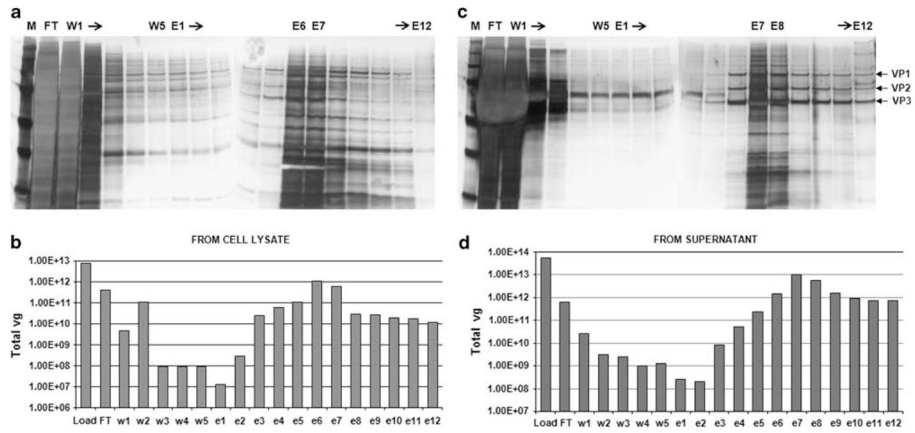 a
M FT W1 → W5 E1 → E6 E7 → E12
c
M FT W1 → W5 E1 → E7 E8 → E12
VP1
VP2
VP3
b
FROM CELL LYSATE
Total vg
1.00E+13
1.00E+12
1.00E+11
1.00E+10
1.00E+09
1.00E+08
1.00E+07
1.00E+06
Load FT w1 w2 w3 w4 w5 e1 e2 e3 e4 e5 e6 e7 e8 e9 e10 e11 e12
d
FROM SUPERNATANT
Total vg
1.00E+14
1.00E+13
1.00E+12
1.00E+11
1.00E+10
1.00E+09
1.00E+08
1.00E+07
Load FT w1 w2 w3 w4 w5 e1 e2 e3 e4 e5 e6 e7 e8 e9 e10 e11 e12